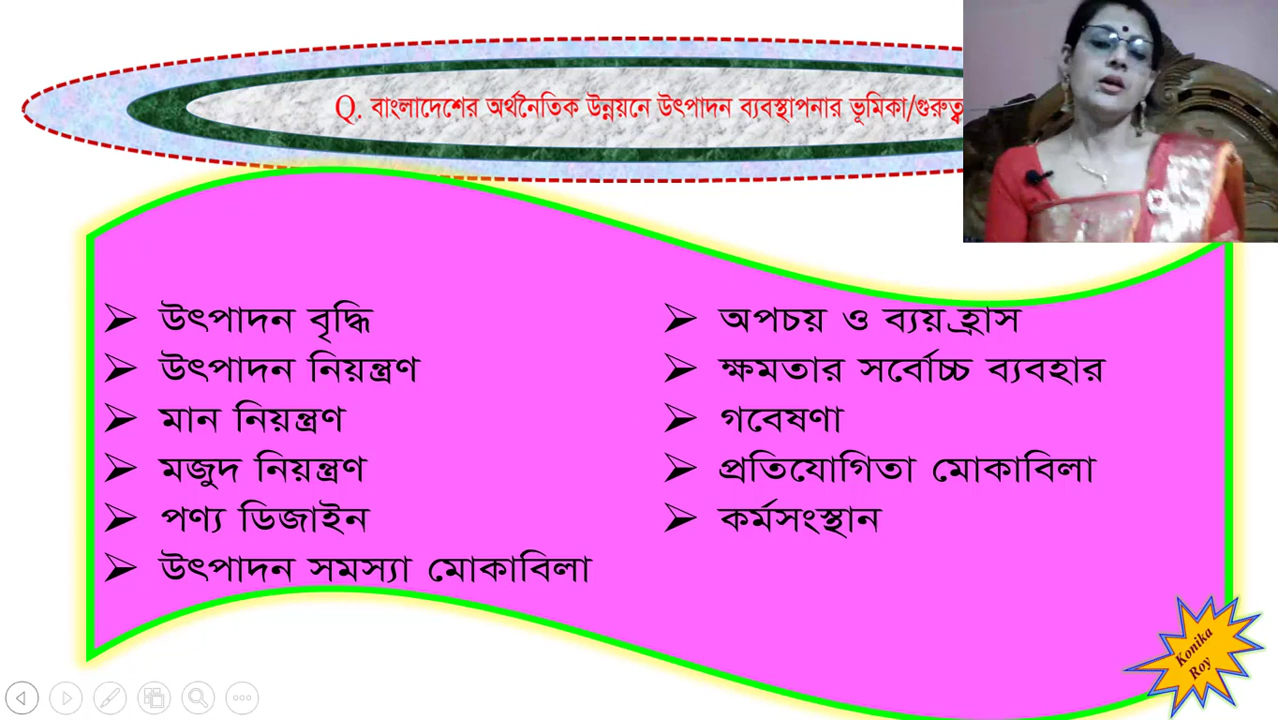 Q. বাংলাদেশের অর্থনৈতিক উন্নয়নে উৎপাদন ব্যবস্থাপনার ভূমিকা/গুরুত্ব
➢ উৎপাদন বৃদ্ধি
➢ উৎপাদন নিয়ন্ত্রণ
➢ মান নিয়ন্ত্রণ
➢ মজুদ নিয়ন্ত্রণ
➢ পণ্য ডিজাইন
➢ উৎপাদন সমস্যা মোকাবিলা
➢ অপচয় ও ব্যয় হ্রাস
➢ ক্ষমতার সর্বোচ্চ ব্যবহার
➢ গবেষণা
➢ প্রতিযোগিতা মোকাবিলা
➢ কর্মসংস্থান
Konika
Roy